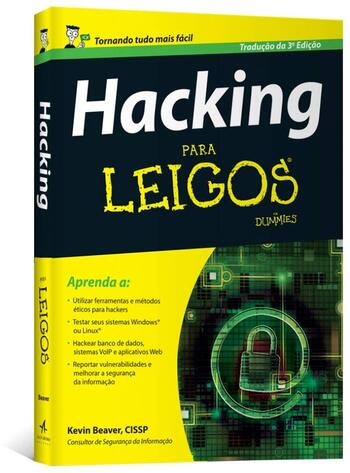 Tornando tudo mais fácil
Tradução da 3ª Edição
Hacking
PARA
LEIGOS®
FOR
DUMMIES
Aprenda a:
• Utilizar ferramentas e métodos
éticos para hackers
• Testar seus sistemas Windows®
ou Linux®
• Hackear banco de dados,
sistemas VoIP e aplicativos Web
• Reportar vulnerabilidades e
melhorar a segurança
da informação
Kevin Beaver, CISSP
Consultor de Segurança da Informação
Hacking
PARA
LEIGOS
Beaver